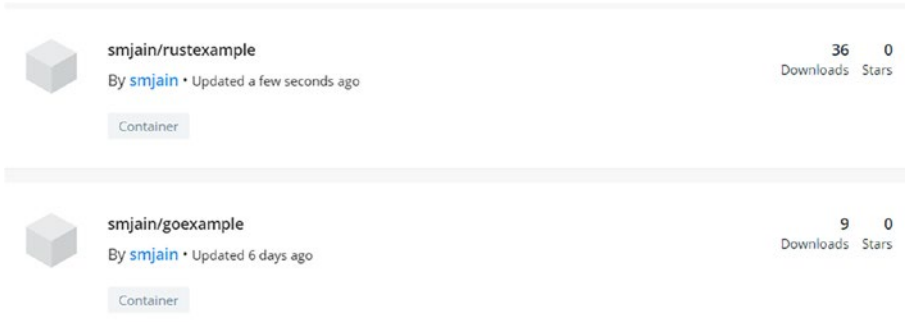 smjain/rustexample
36 0
By smjain • Updated a few seconds ago
Downloads Stars
Container
smjain/goexample
9 0
By smjain • Updated 6 days ago
Downloads Stars
Container